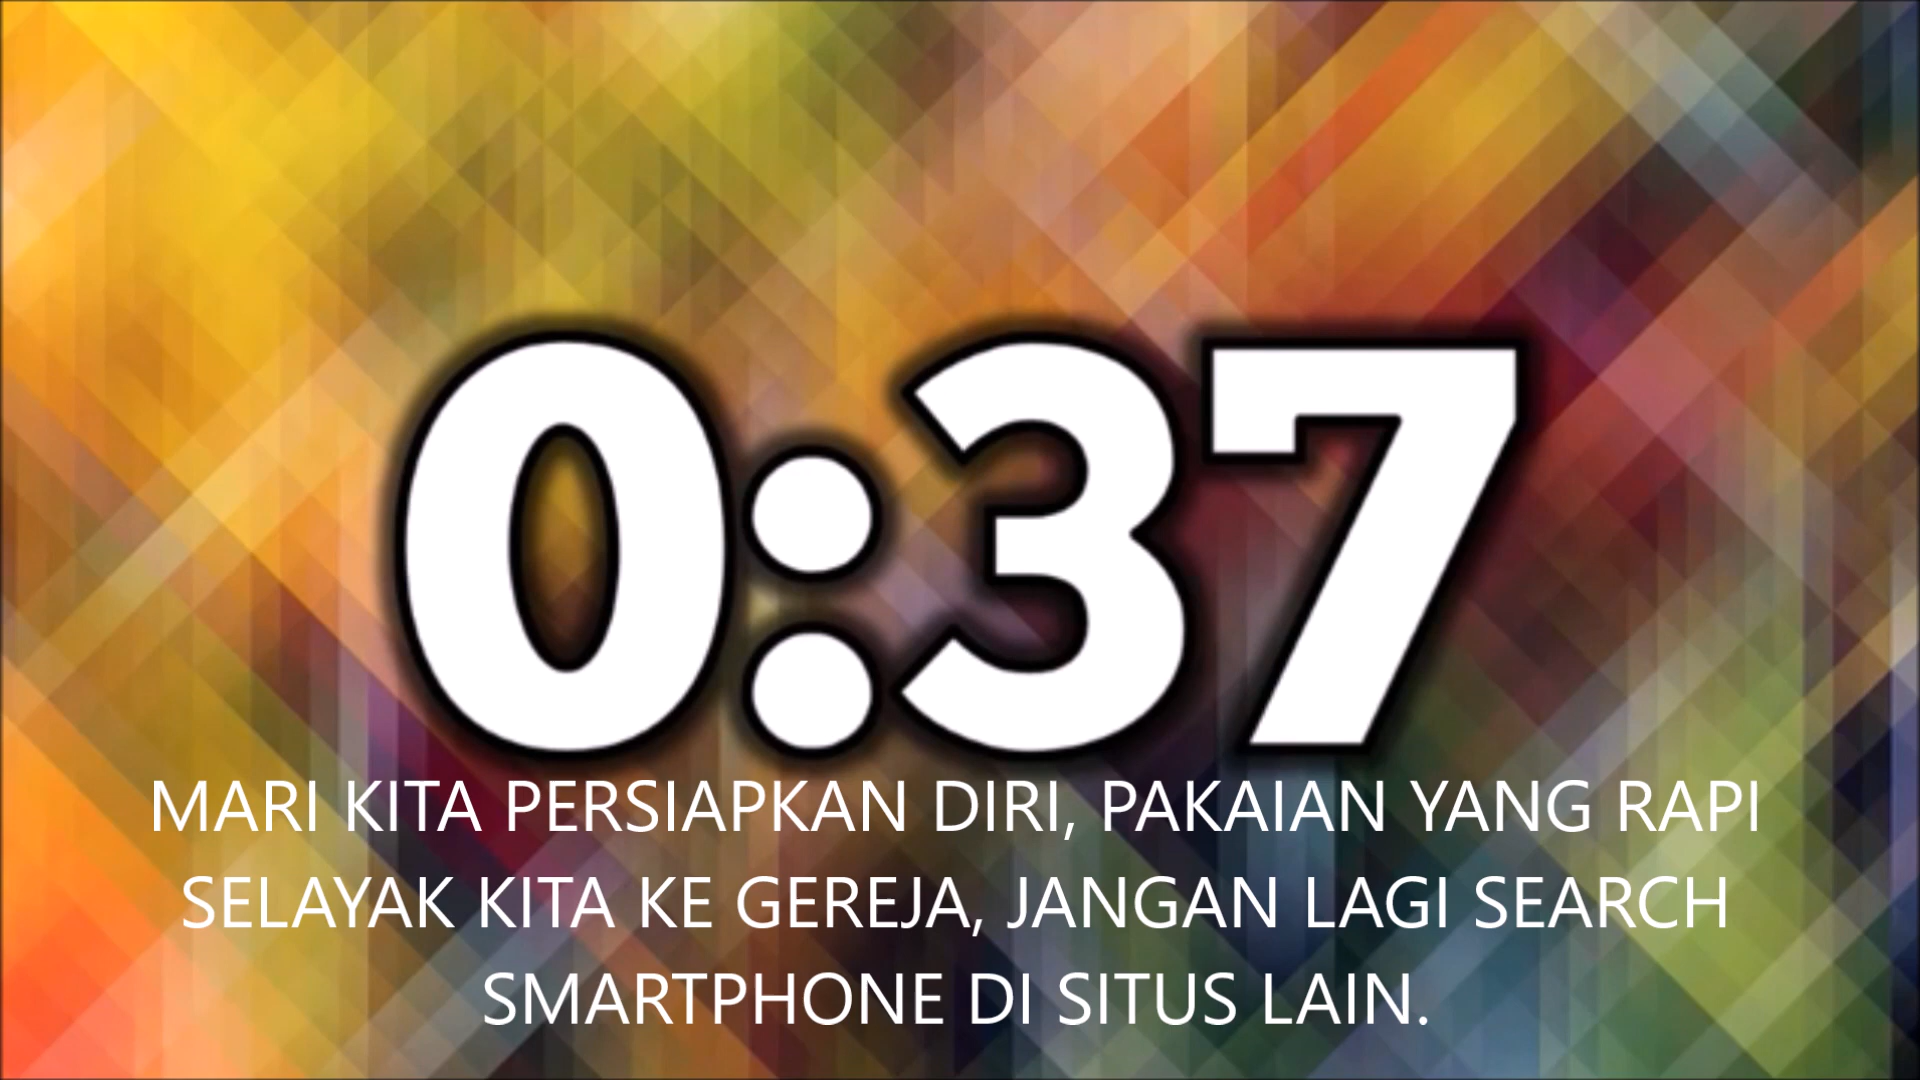 0:37
MARI KITA PERSIAPKAN DIRI, PAKAIAN YANG RAPI
SELAYAK KITA KE GEREJA, JANGAN LAGI SEARCH
SMARTPHONE DI SITUS LAIN.